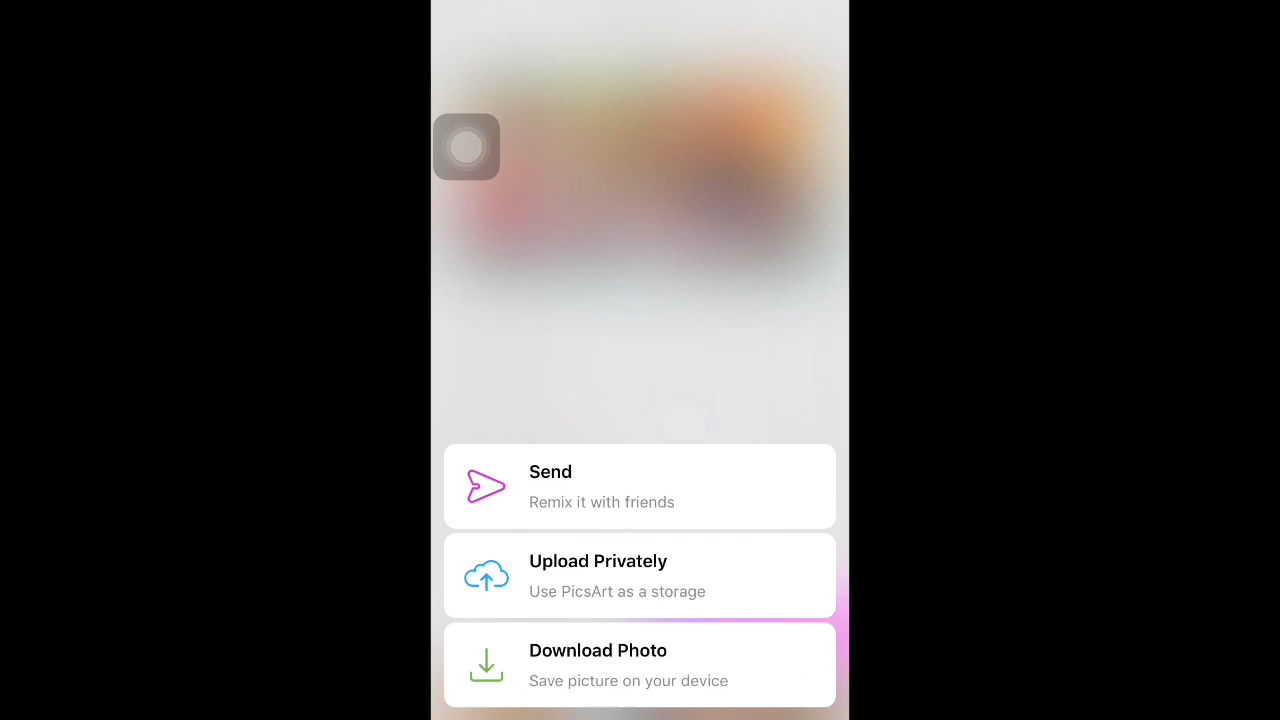 Send
Remix it with friends
Upload Privately
Use PicsArt as a storage
Download Photo
Save picture on your device